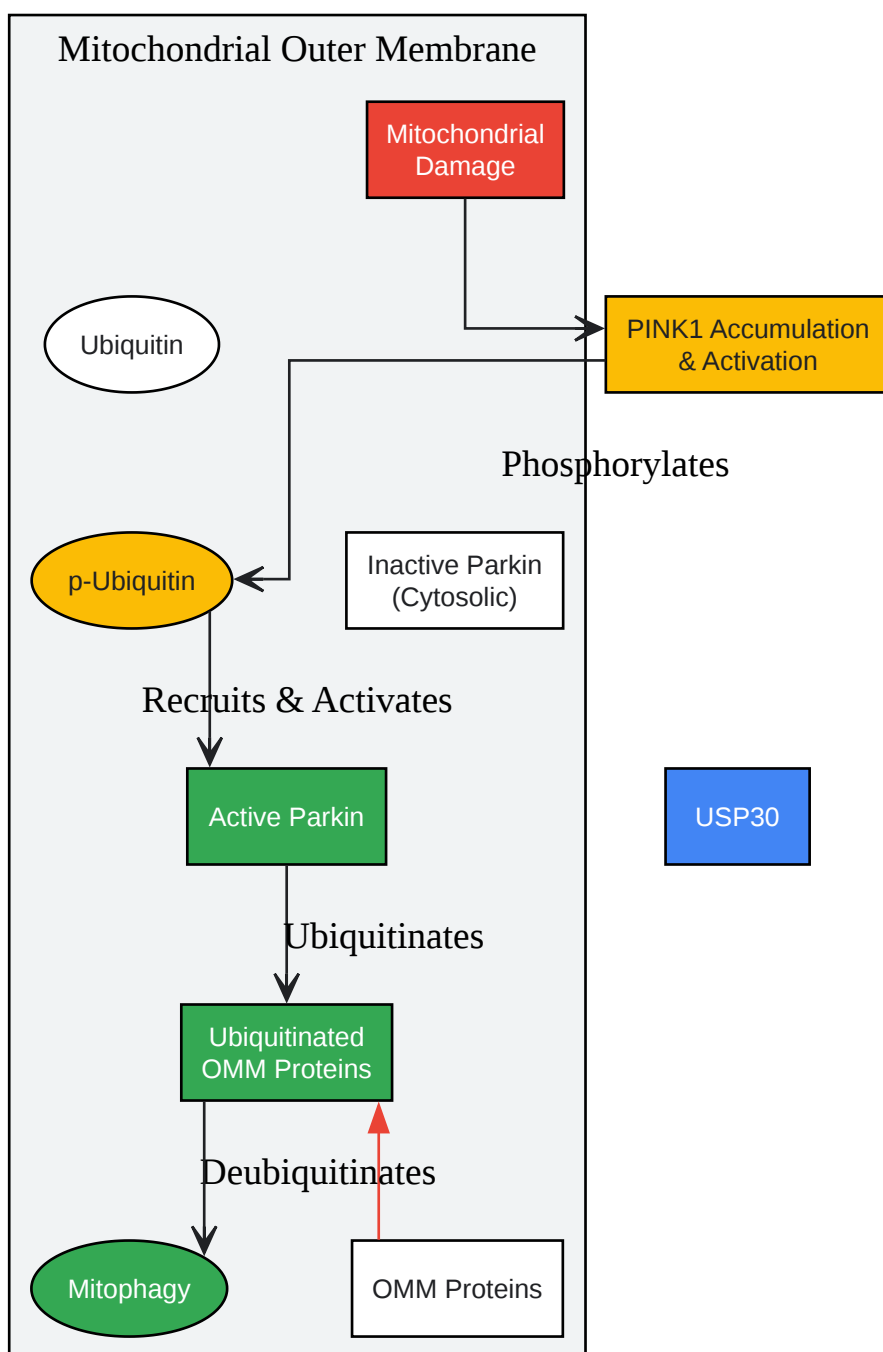 Mitochondrial Outer Membrane
Mitochondrial
Damage
Ubiquitin
PINK1 Accumulation
& Activation
Phosphorylates
p-Ubiquitin
Inactive Parkin
(Cytosolic)
Recruits & Activates
Active Parkin
USP30
Ubiquitinates
Ubiquitinated
OMM Proteins
Deubiquitinates
Mitophagy
OMM Proteins